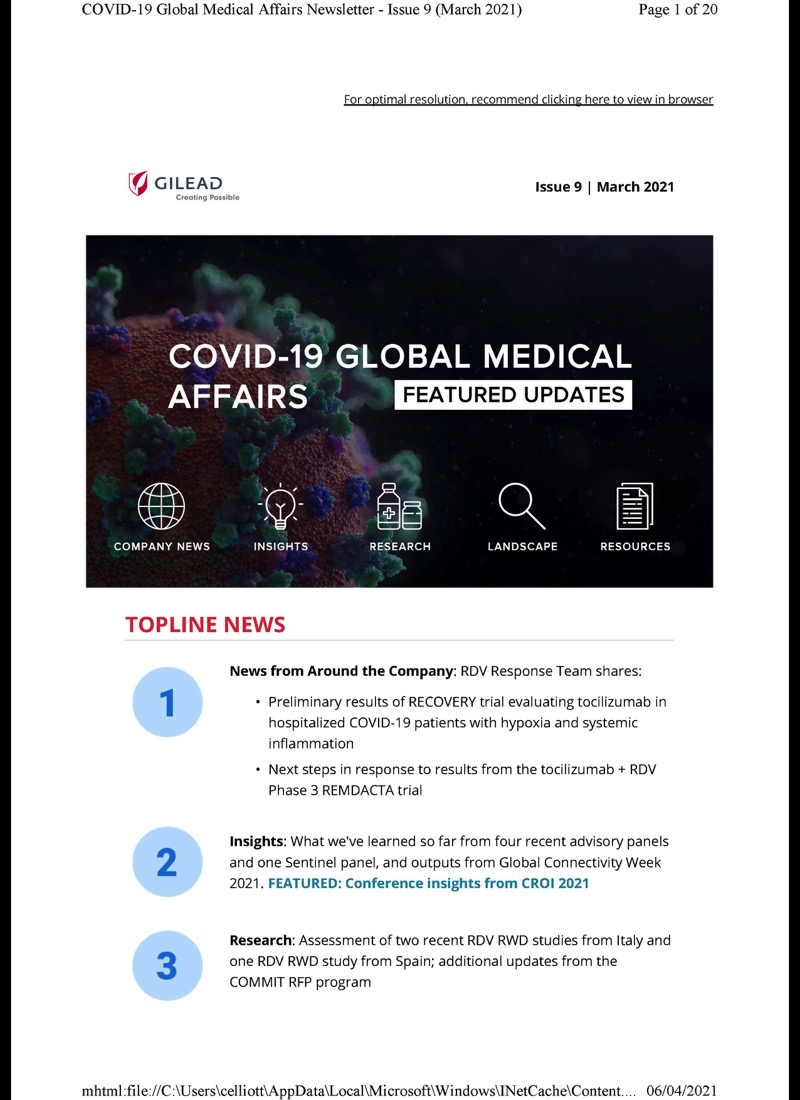 COVID-19 Global Medical Affairs Newsletter - Issue 9 (March 2021)
Page 1 of 20
For optimal resolution, recommend clicking here to view in browser
GILEAD
Creating Possible
Issue 9 | March 2021
COVID-19 GLOBAL MEDICAL
AFFAIRS
FEATURED UPDATES
COMPANY NEWS
INSIGHTS
RESEARCH
LANDSCAPE
RESOURCES
TOPLINE NEWS
1
News from Around the Company: RDV Response Team shares:
• Preliminary results of RECOVERY trial evaluating tocilizumab in
hospitalized COVID-19 patients with hypoxia and systemic
inflammation
• Next steps in response to results from the tocilizumab + RDV
Phase 3 REMDACTA trial
2
Insights: What we've learned so far from four recent advisory panels
and one Sentinel panel, and outputs from Global Connectivity Week
2021. FEATURED: Conference insights from CROI 2021
3
Research: Assessment of two recent RDV RWD studies from Italy and
one RDV RWD study from Spain; additional updates from the
COMMIT RFP program
mhtml:file://C:\Users\celliott\AppData\Local\Microsoft\Windows\INetCache\Content....
06/04/2021